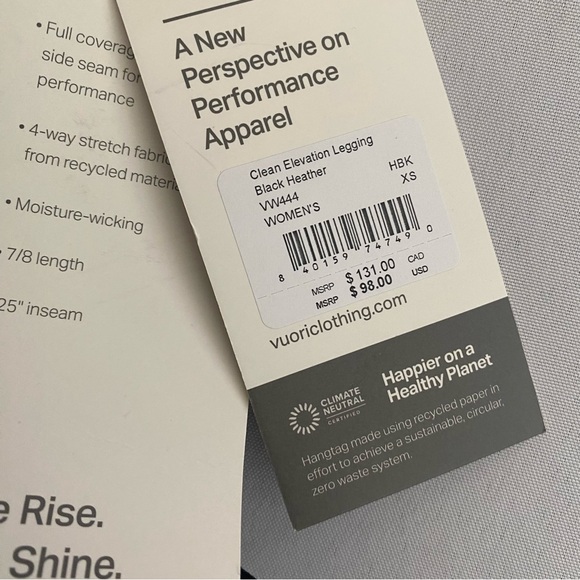 • Full coverag
side seam for
performance
• 4-way stretch fabri
from recycled materi
• Moisture-wicking
• 7/8 length
25" inseam
e Rise.
Shine.
A New
Perspective on
Performance
Apparel
Clean Elevation Legging
Black Heather HBK
VW444 XS
WOMEN'S
8 40159 74749 0
MSRP $ 131.00 CAD
MSRP $ 98.00 USD
vuoriclothing.com
CLIMATE
NEUTRAL
CERTIFIED
Happier on a
Healthy Planet
Hangtag made using recycled paper in
effort to achieve a sustainable, circular,
zero waste system.